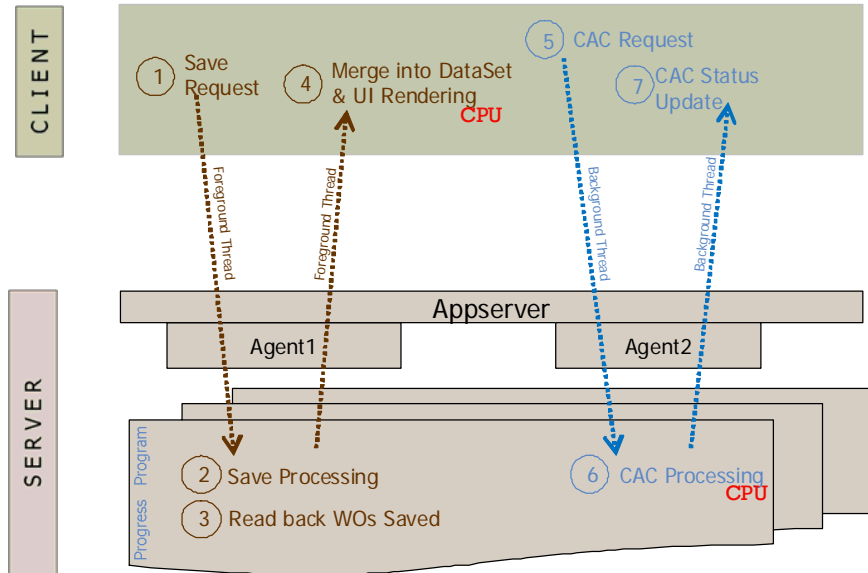 CLIENT
1 Save
Request
4 Merge into DataSet
& UI Rendering
CPU
5 CAC Request
7 CAC Status
Update
Foreground Thread
Foreground Thread
Background Thread
Background Thread
SERVER
Appserver
Agent1
Agent2
Progress Program
2 Save Processing
3 Read back WOs Saved
6 CAC Processing
CPU